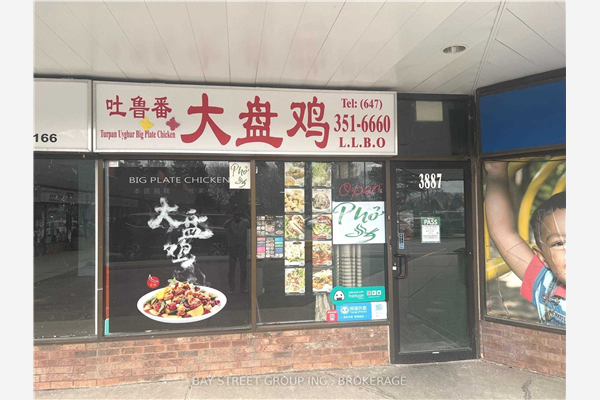 166
吐鲁番
Turpan Uyghur Big Plate Chicken
大盘鸡
Tel: (647)
351-6660
L.L.B.O
BIG PLATE CHICKEN
大盘鸡
Phở
Open
Phở
3887
PASS
BAY STREET GROUP INC., BROKERAGE